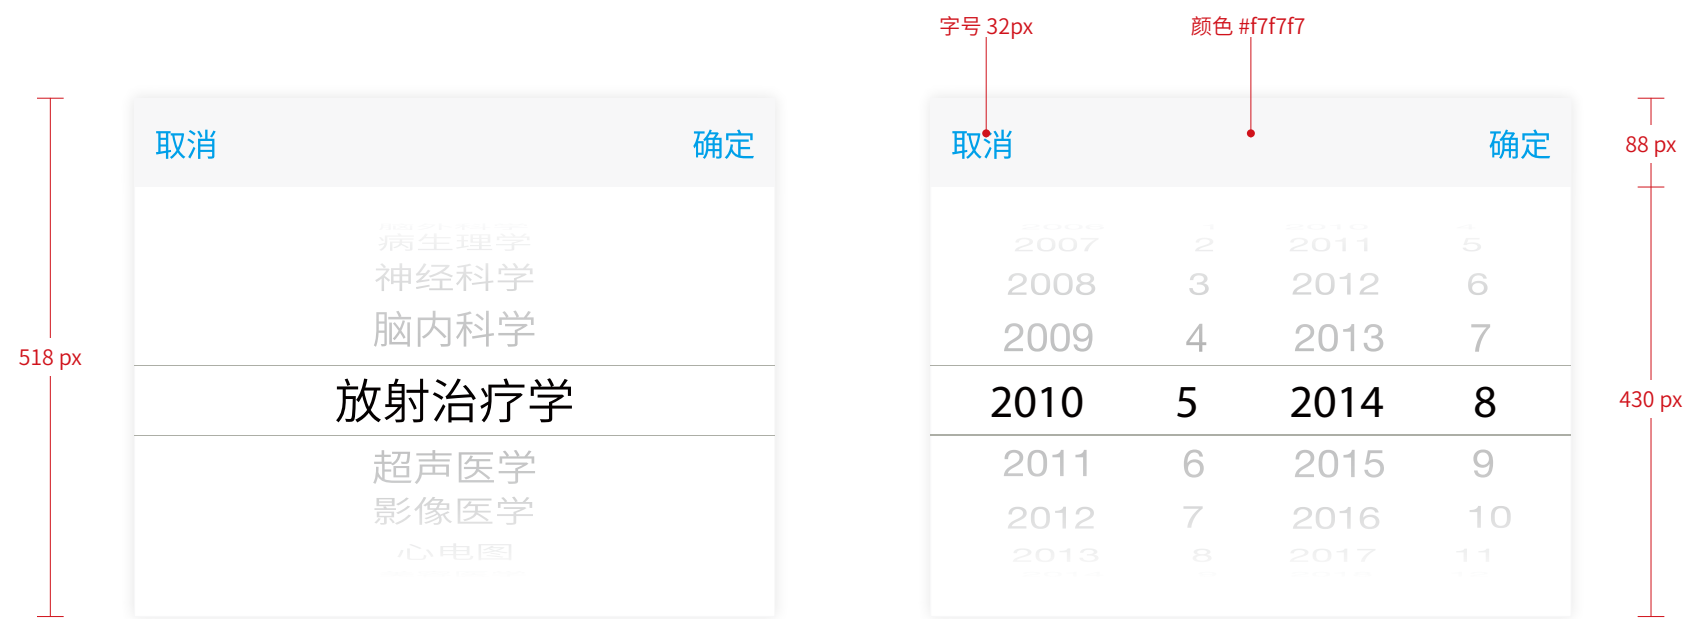 字号 32px
颜色 #f7f7f7
取消 确定
病生理学
神经科学
脑内科学
518 px
放射治疗学
超声医学
影像医学
心电图
取消 确定
88 px
2007 2 2011 5
2008 3 2012 6
2009 4 2013 7
2010 5 2014 8
430 px
2011 6 2015 9
2012 7 2016 10
2013 8 2017 11